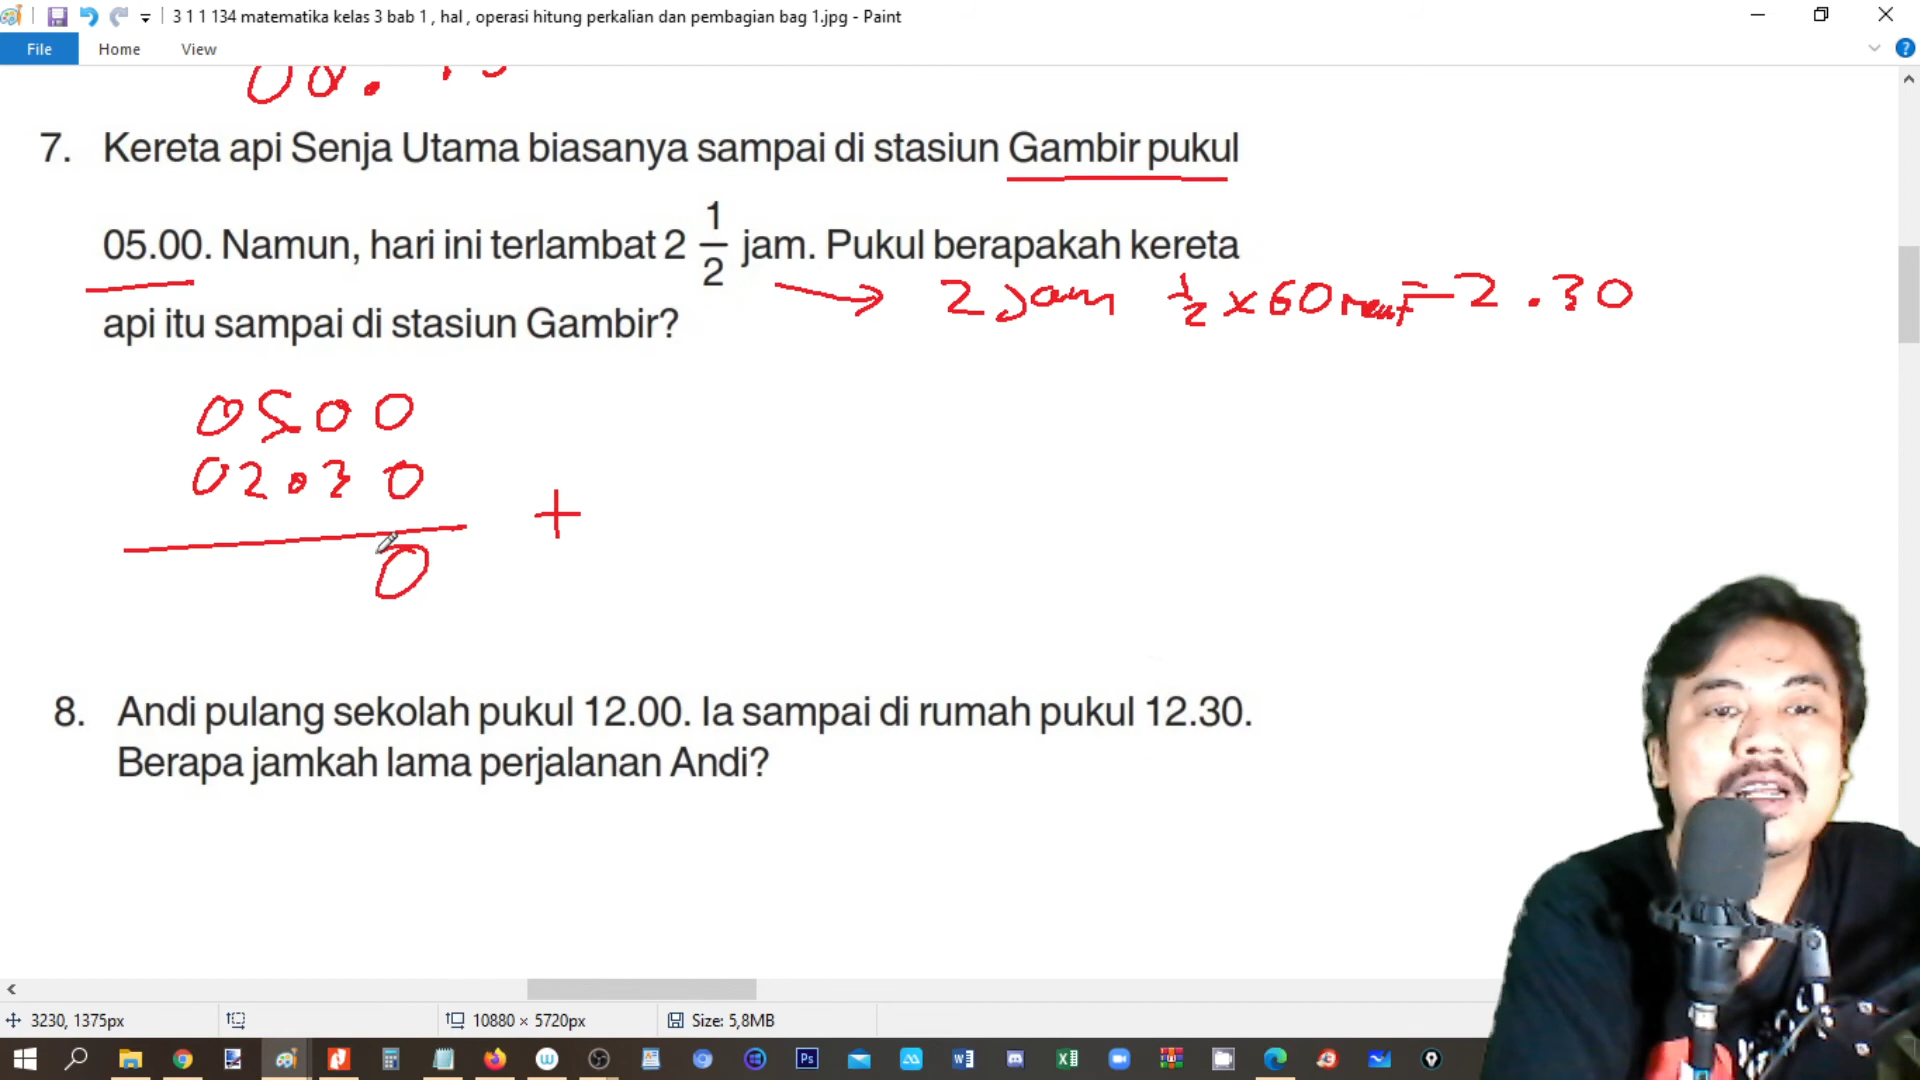 3 1 1 134 matematika kelas 3 bab 1 , hal , operasi hitung perkalian dan pembagian bag 1.jpg - Paint
File Home View
7. Kereta api Senja Utama biasanya sampai di stasiun Gambir pukul
05.00. Namun, hari ini terlambat 2 1/2 jam. Pukul berapakah kereta
2 jam 1/2 x 60 = 2.30
api itu sampai di stasiun Gambir?
0500
02.30
+
0
8. Andi pulang sekolah pukul 12.00. Ia sampai di rumah pukul 12.30.
Berapa jamkah lama perjalanan Andi?
3230, 1375px 10880 × 5720px Size: 5,8MB